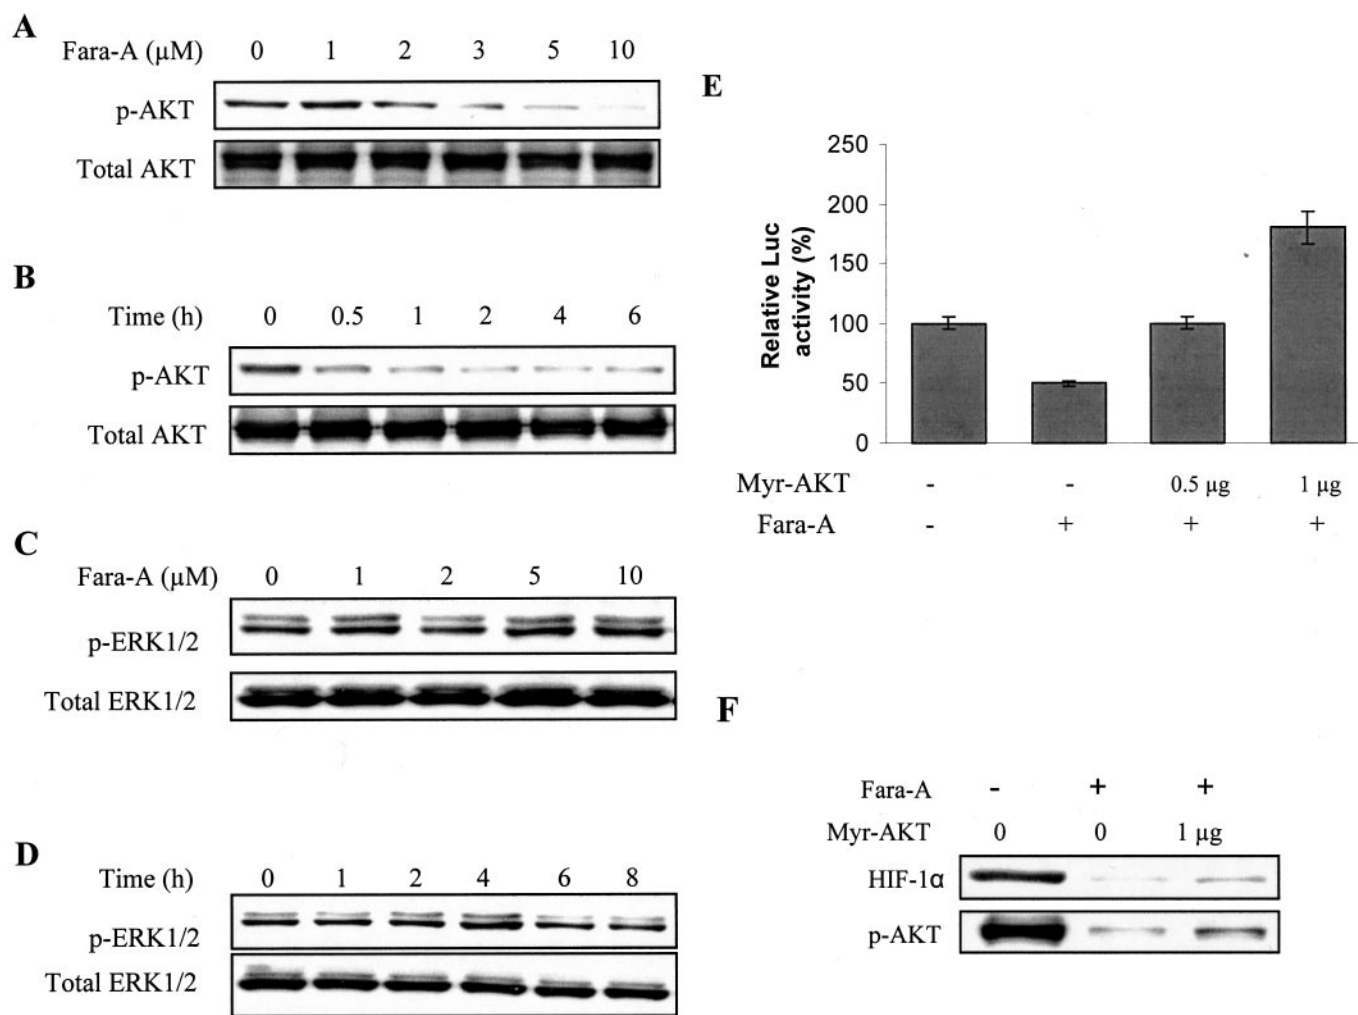 A
Fara-A (µM) 0 1 2 3 5 10
p-AKT
Total AKT
B
Time (h) 0 0.5 1 2 4 6
p-AKT
Total AKT
C
Fara-A (µM) 0 1 2 5 10
p-ERK1/2
Total ERK1/2
D
Time (h) 0 1 2 4 6 8
p-ERK1/2
Total ERK1/2
E
Relative Luc
activity (%)
250
200
150
100
50
0
Myr-AKT - - 0.5 µg 1 µg
Fara-A - + + +
F
Fara-A - + +
Myr-AKT 0 0 1 µg
HIF-1α
p-AKT